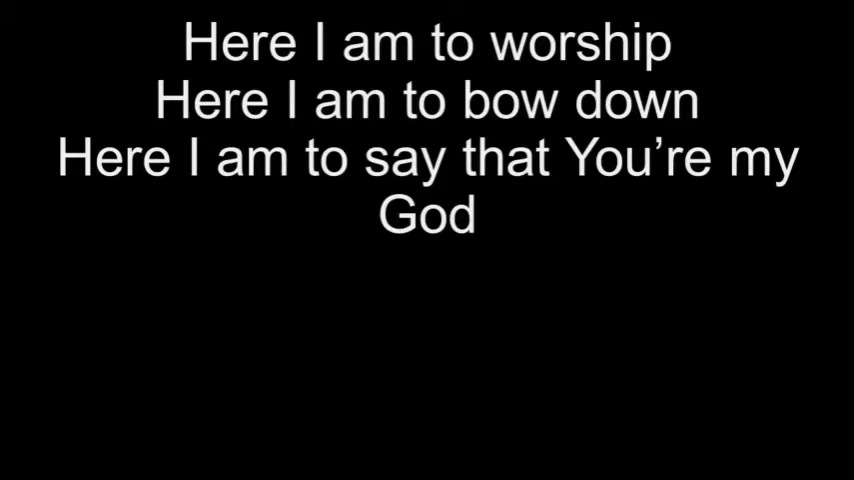 Here I am to worship
Here I am to bow down
Here I am to say that You’re my
God